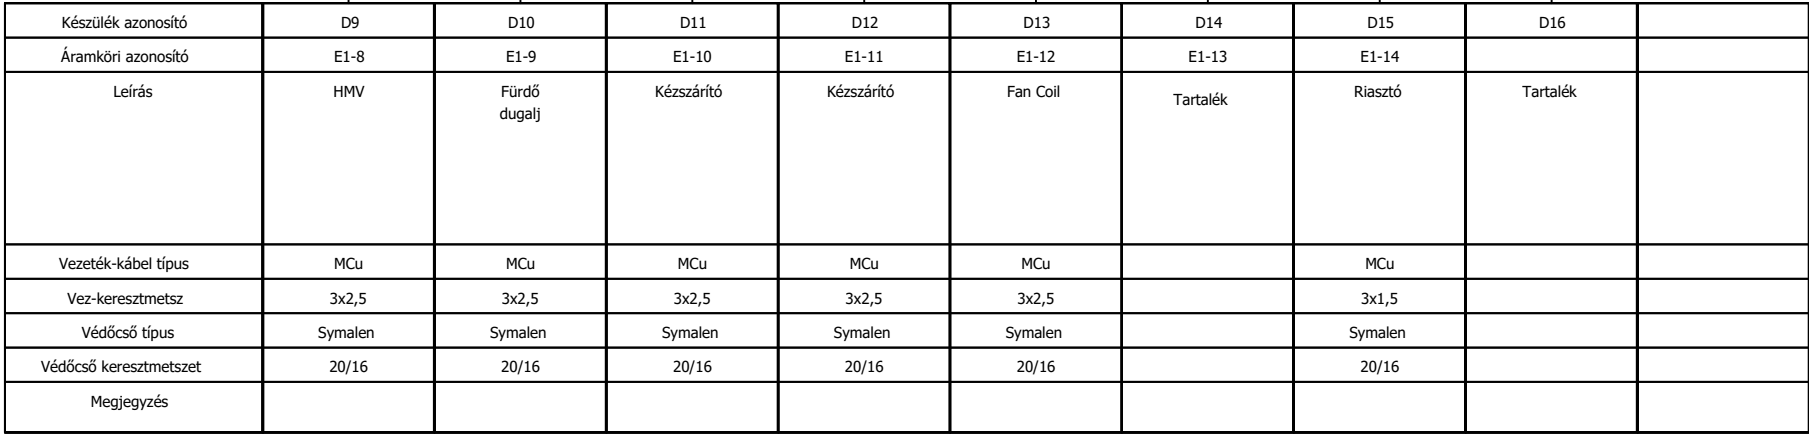 Készülék azonosító D9 D10 D11 D12 D13 D14 D15 D16
Áramköri azonosító E1-8 E1-9 E1-10 E1-11 E1-12 E1-13 E1-14
Leírás HMV Fürdő Kézszárító Kézszárító Fan Coil Tartalék Riasztó Tartalék
dugalj
Vezeték-kábel típus MCu MCu MCu MCu MCu MCu
Vez-keresztmetsz 3x2,5 3x2,5 3x2,5 3x2,5 3x2,5 3x1,5
Védőcső típus Symalen Symalen Symalen Symalen Symalen Symalen
Védőcső keresztmetszet 20/16 20/16 20/16 20/16 20/16 20/16
Megjegyzés